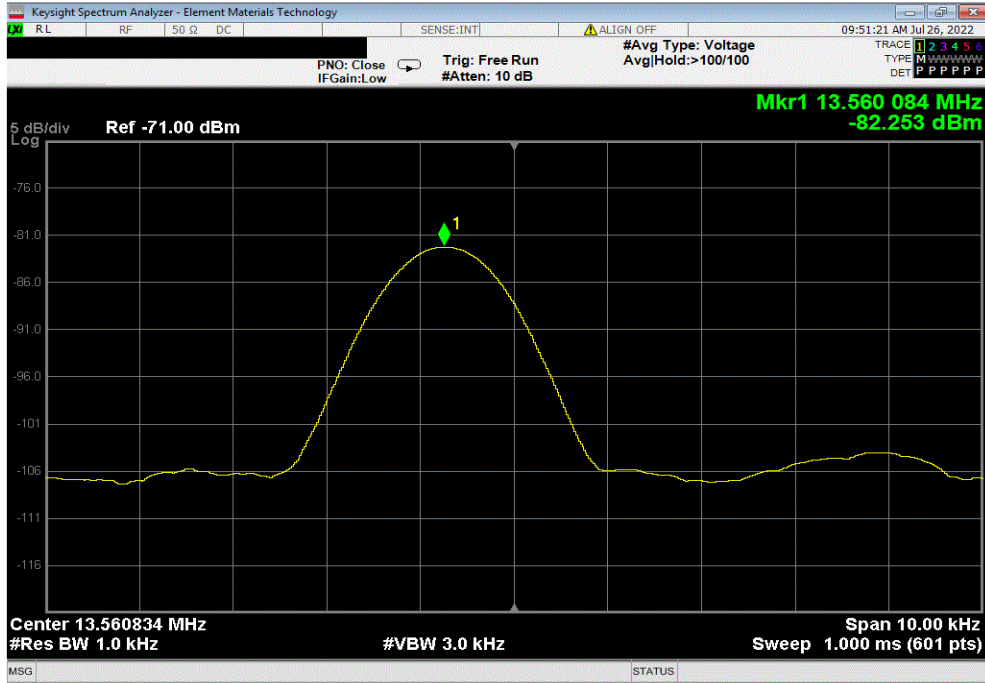 Keysight Spectrum Analyzer - Element Materials Technology
LXI RL RF 50 Ω DC SENSE:INT ALIGN OFF 09:51:21 AM Jul 26, 2022
PNO: Close
IFGain:Low
Trig: Free Run
#Atten: 10 dB
#Avg Type: Voltage
Avg|Hold:>100/100
TRACE 1 2 3 4 5 6
TYPE M W W W W W
DET P P P P P P
Mkr1 13.560 084 MHz
-82.253 dBm
5 dB/div Ref -71.00 dBm
Log
1
-76.0
-81.0
-86.0
-91.0
-96.0
-101
-106
-111
-116
Center 13.560834 MHz Span 10.00 kHz
#Res BW 1.0 kHz #VBW 3.0 kHz Sweep 1.000 ms (601 pts)
MSG STATUS